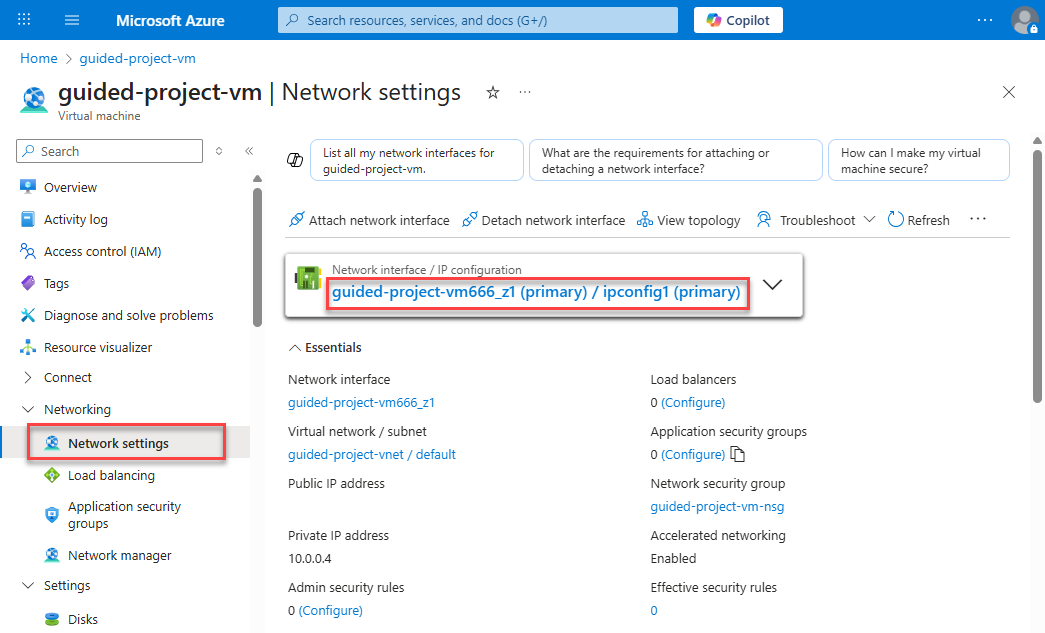 Microsoft Azure
Search resources, services, and docs (G+/)
Copilot
Home > guided-project-vm
guided-project-vm | Network settings
Virtual machine
Search
Overview
Activity log
Access control (IAM)
Tags
Diagnose and solve problems
Resource visualizer
Connect
Networking
Network settings
Load balancing
Application security
groups
Network manager
Settings
Disks
List all my network interfaces for
guided-project-vm.
What are the requirements for attaching or
detaching a network interface?
How can I make my virtual
machine secure?
Attach network interface
Detach network interface
View topology
Troubleshoot
Refresh
Network interface / IP configuration
guided-project-vm666_z1 (primary) / ipconfig1 (primary)
Essentials
Network interface
guided-project-vm666_z1
Virtual network / subnet
guided-project-vnet / default
Public IP address
Private IP address
10.0.0.4
Admin security rules
0 (Configure)
Load balancers
0 (Configure)
Application security groups
0 (Configure)
Network security group
guided-project-vm-nsg
Accelerated networking
Enabled
Effective security rules
0